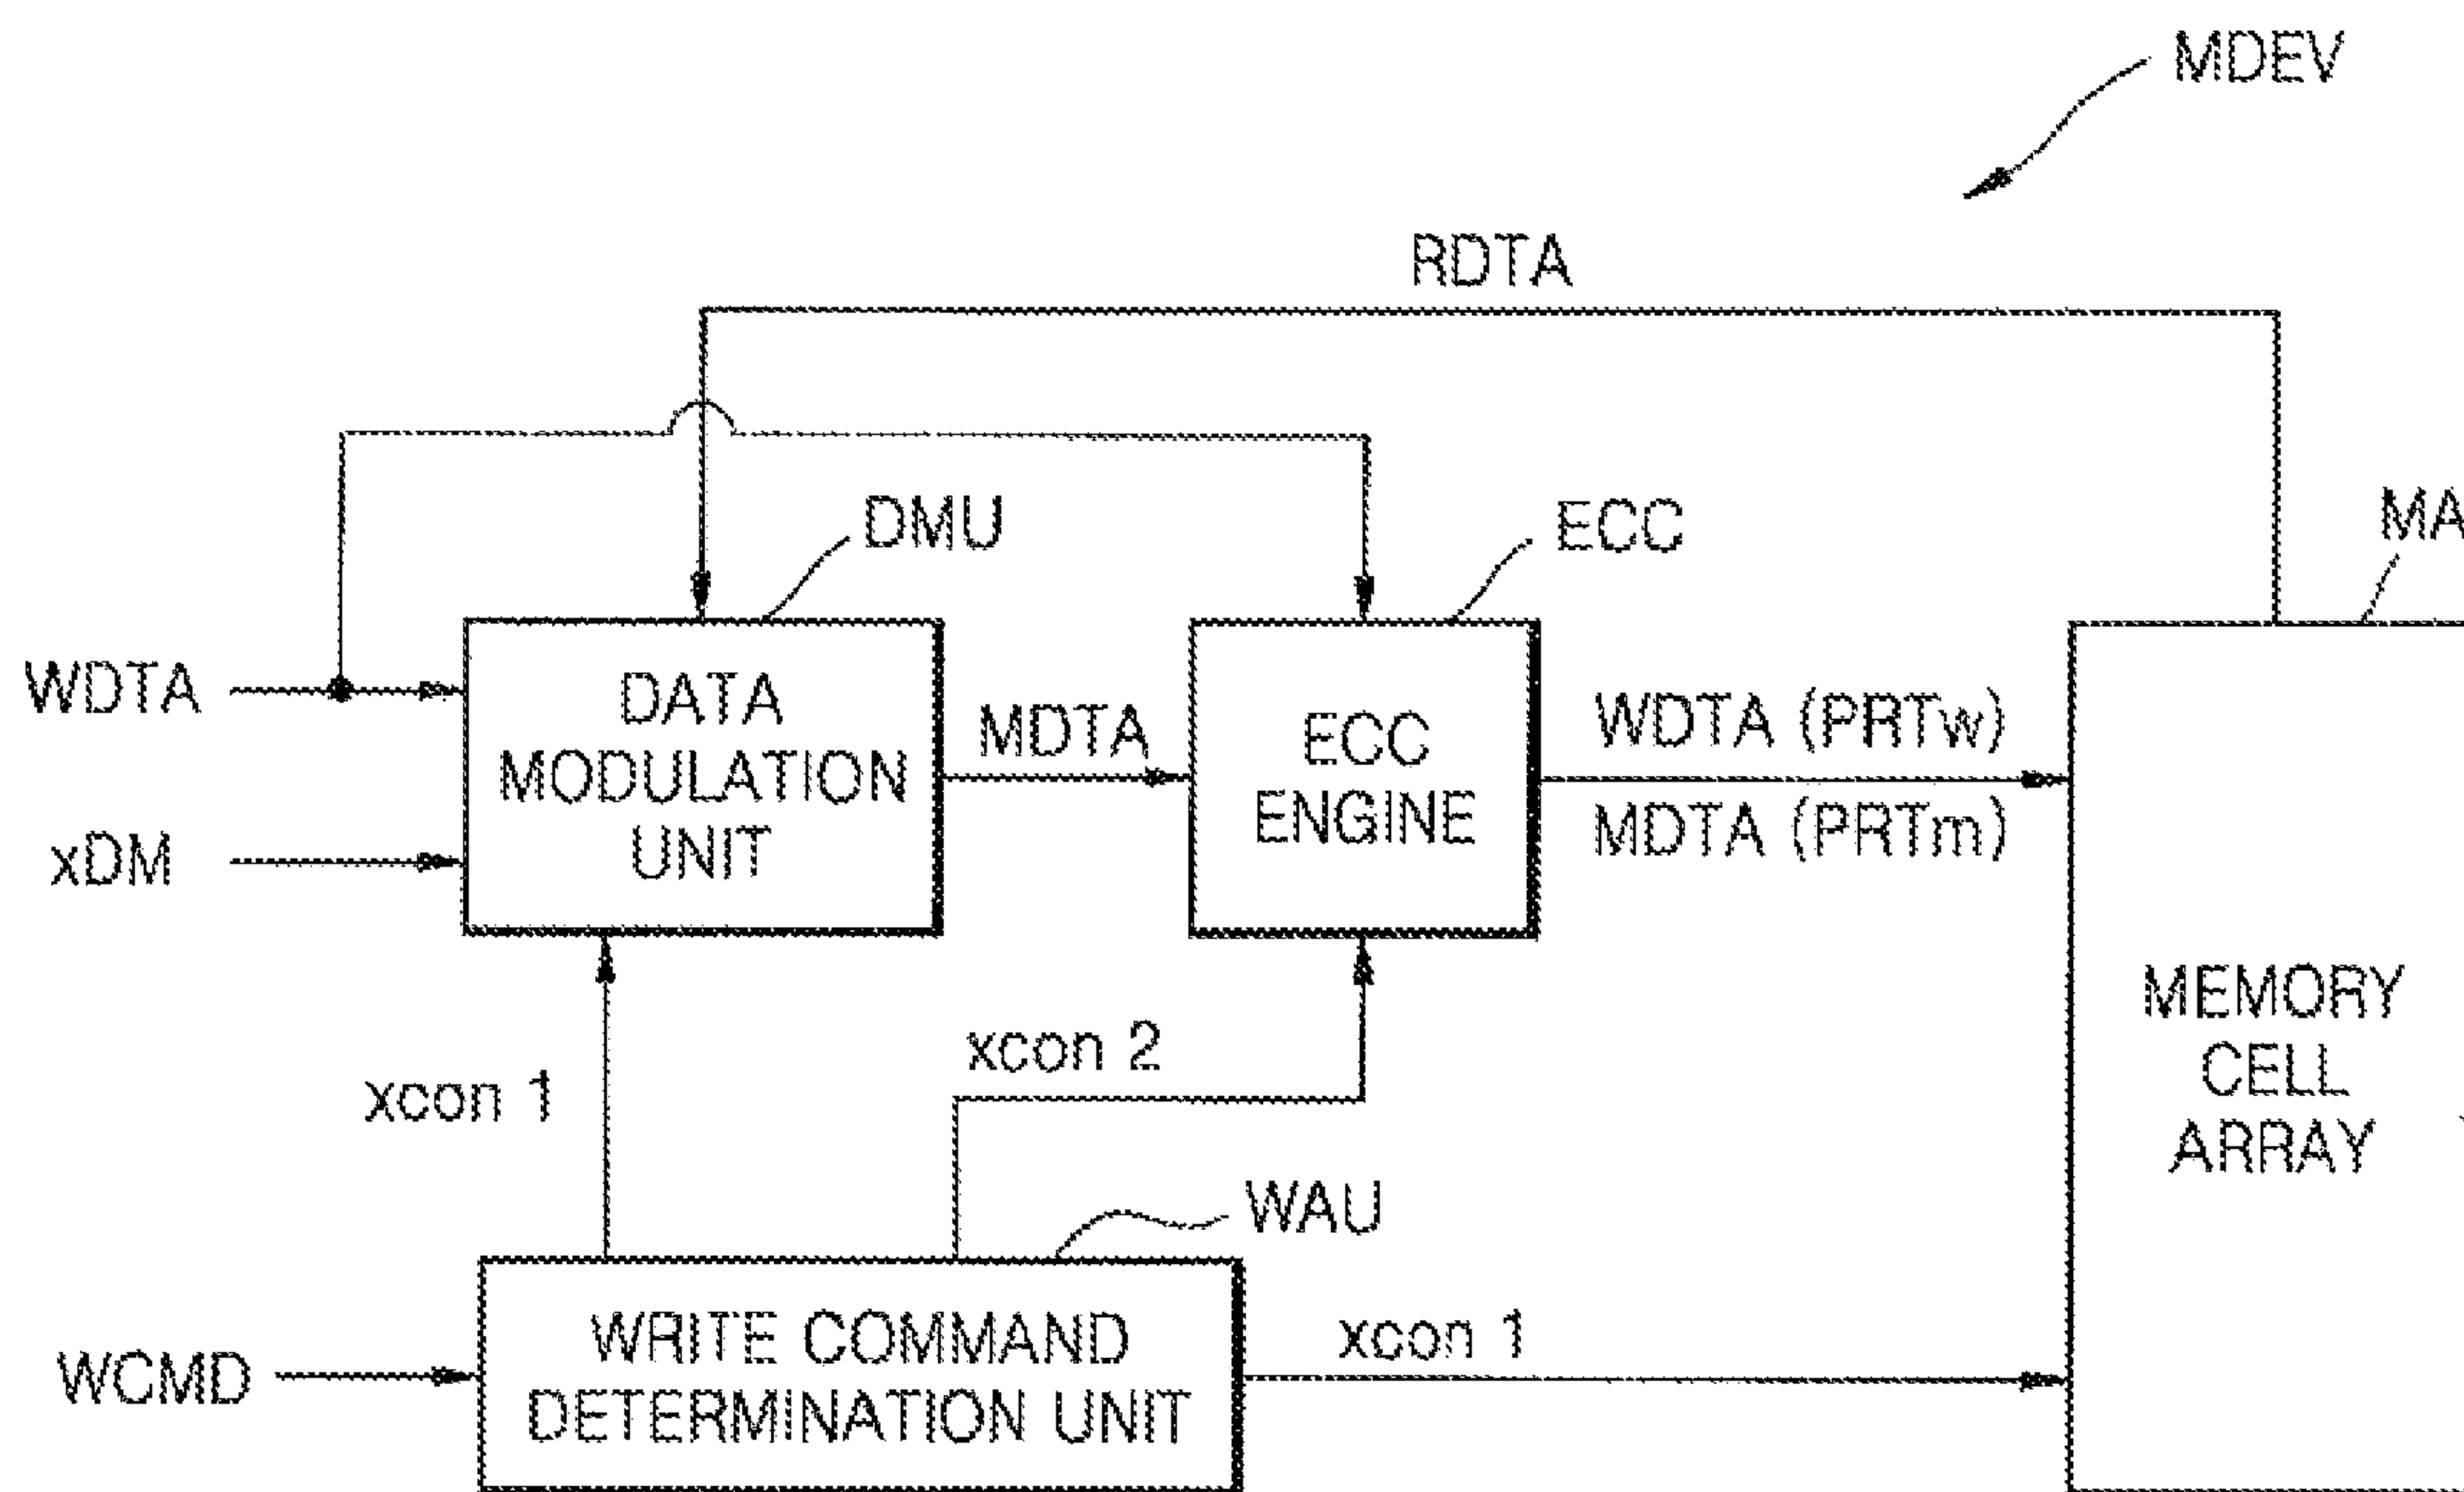 MDEV
RDTA
DMU
ECC
MA
WDTA
DATA
MODULATION
UNIT
MDTA
ECC
ENGINE
WDTA (PRTw)
MDTA (PRTm)
xDM
MEMORY
CELL
ARRAY
xcon 1
xcon 2
WAU
WCMD
WRITE COMMAND
DETERMINATION UNIT
xcon 1